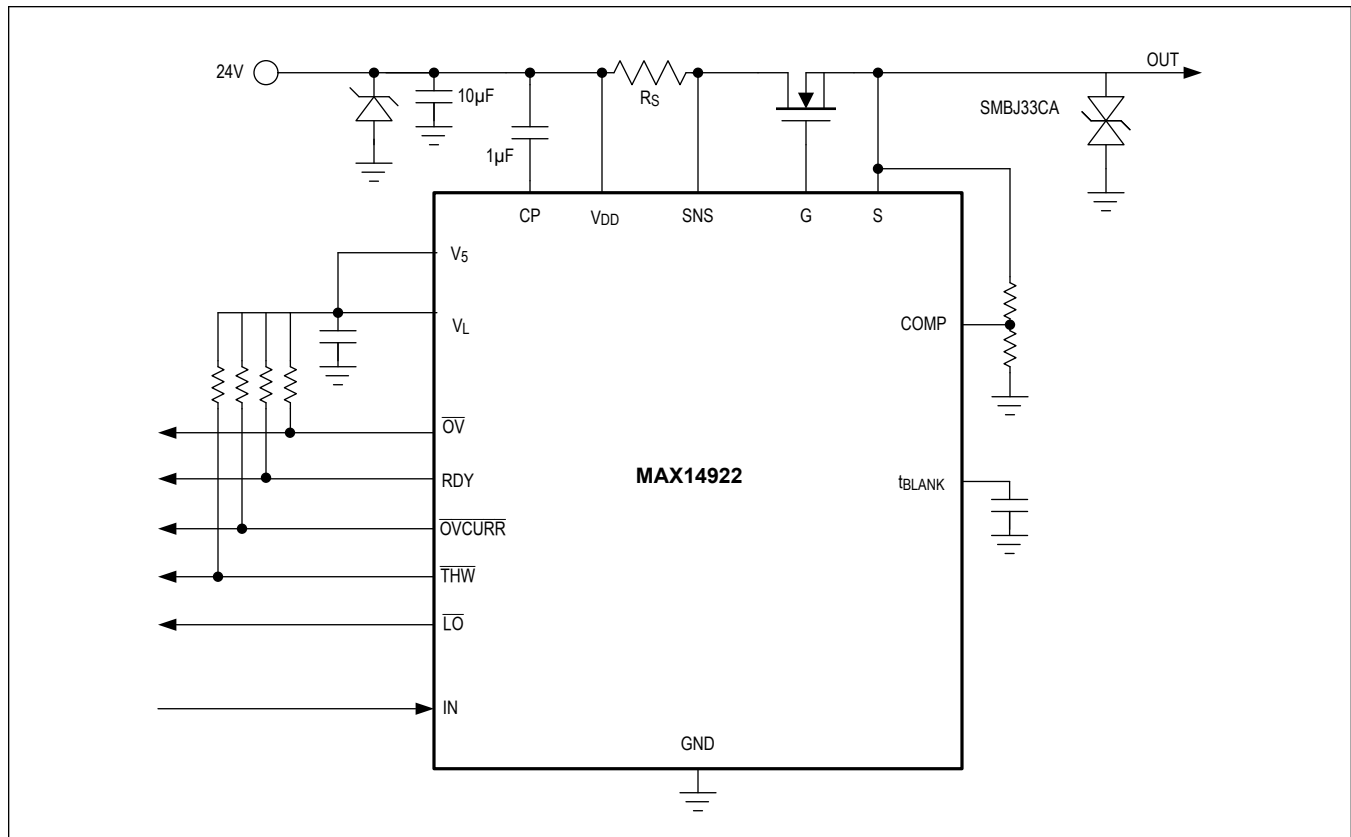 24V
10µF
RS
OUT
SMBJ33CA
1µF
CP
VDD
SNS
G
S
V5
VL
COMP
OV
RDY
MAX14922
tBLANK
OVCURR
THW
LO
IN
GND